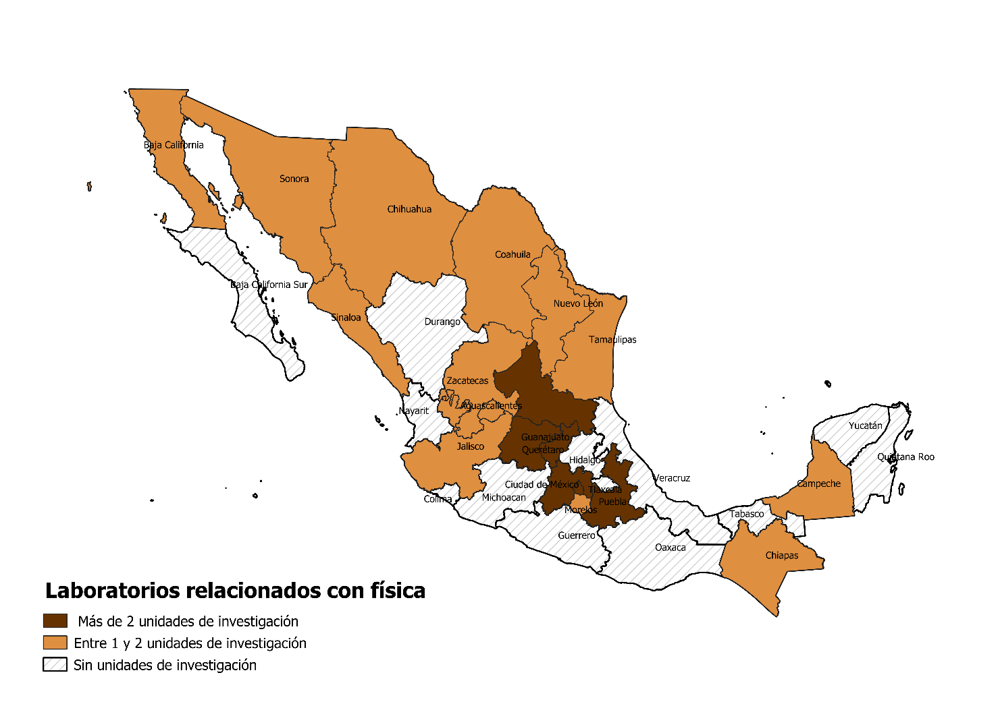 Baja California
Sonora
Chihuahua
Coahuila
Baja California Sur
Nuevo León
Sinaloa
Durango
Tamaulipas
Zacatecas
Aguascalientes
Nayarit
Guanajuato
Jalisco
Querétaro
Hidalgo
Yucatán
Quintana Roo
Veracruz
Ciudad de México
Tlaxcala
Campeche
Colima
Michoacan
Puebla
Morelos
Tabasco
Guerrero
Oaxaca
Chiapas
Laboratorios relacionados con física
Más de 2 unidades de investigación
Entre 1 y 2 unidades de investigación
Sin unidades de investigación